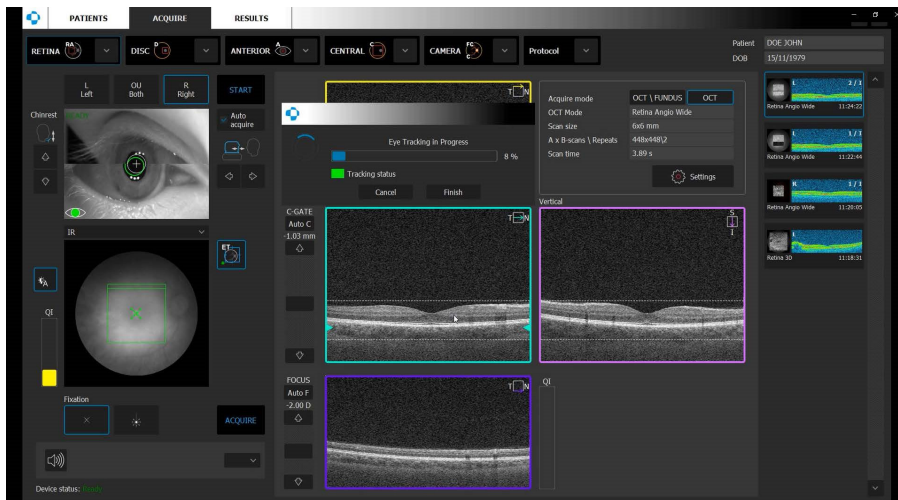 PATIENTS ACQUIRE RESULTS
RETINA RA DISC D ANTERIOR A CENTRAL C CAMERA FC C Protocol
Patient DOE JOHN
DOB 15/11/1979
L Left
OU Both
R Right
START
Chinrest
Auto acquire
IR
ET
A
QI
Fixation
ACQUIRE
Device status: Ready
T N
Eye Tracking in Progress
8 %
Tracking status
Cancel Finish
C-GATE
Auto C
-1.03 mm
T N
FOCUS
Auto F
-2.00 D
T N
Acquire mode OCT \ FUNDUS OCT
OCT Mode Retina Angio Wide
Scan size 6x6 mm
A x B-scans \ Repeats 448x448\2
Scan time 3.89 s
Settings
Vertical
S
I
QI
L 2 / 1
Retina Angio Wide 11:24:22
L 1 / 1
Retina Angio Wide 11:22:44
R 1 / 1
Retina Angio Wide 11:20:05
L
Retina 3D 11:18:31